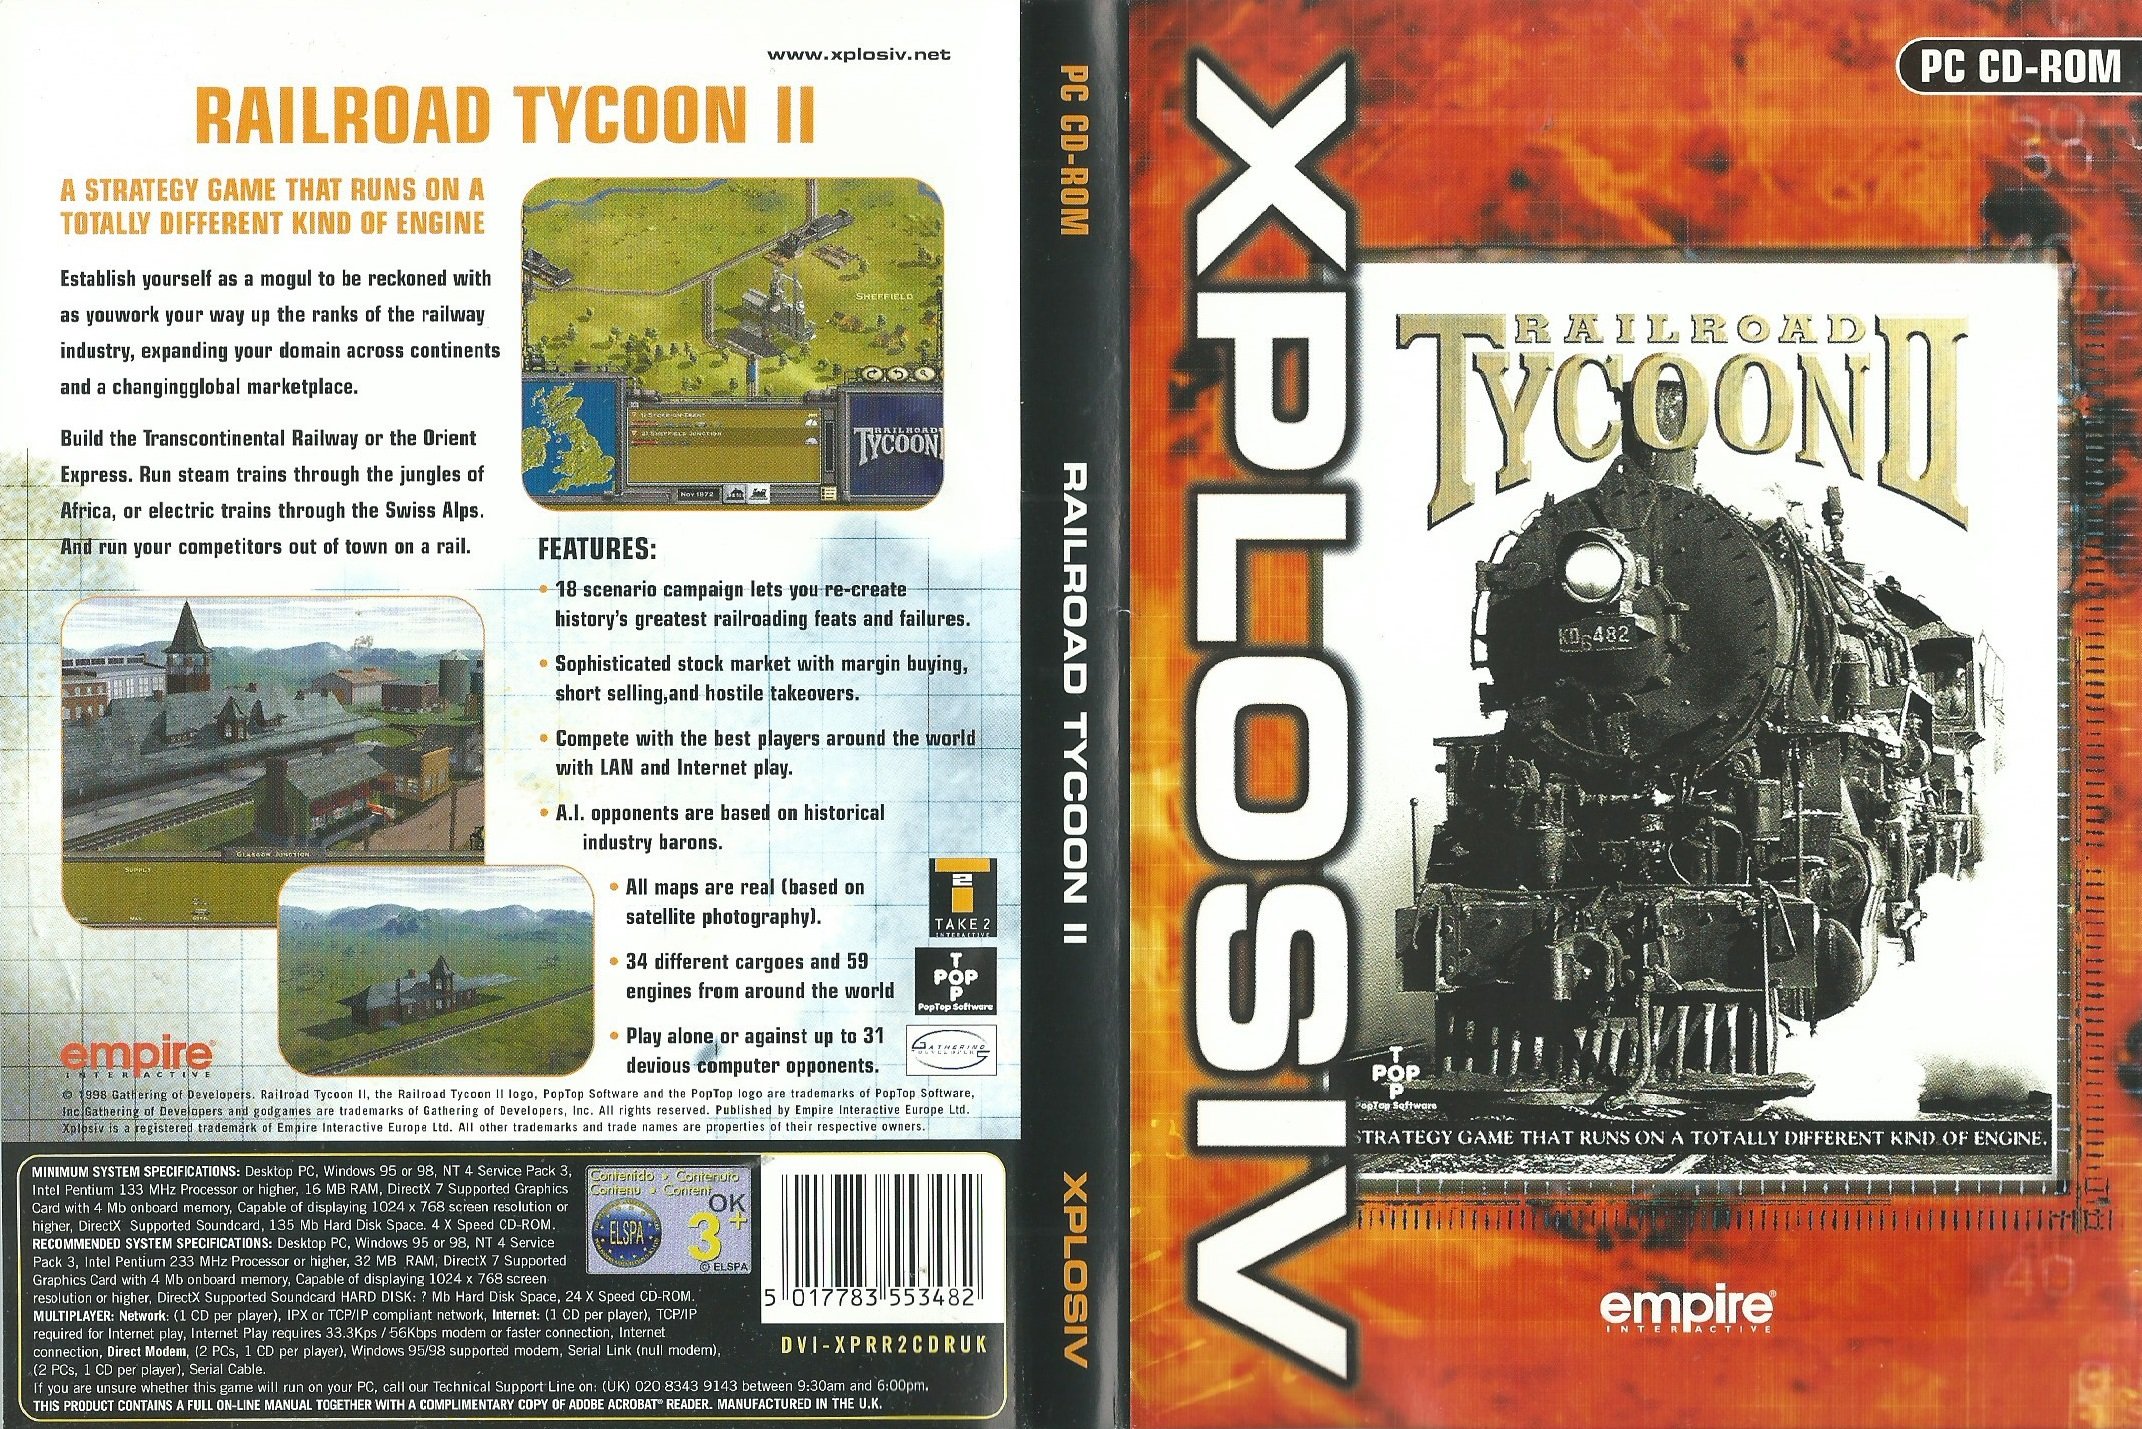 www.xplosiv.net
RAILROAD TYCOON II
A STRATEGY GAME THAT RUNS ON A
TOTALLY DIFFERENT KIND OF ENGINE
Establish yourself as a mogul to be reckoned with
as youwork your way up the ranks of the railway
industry, expanding your domain across continents
and a changingglobal marketplace.
Build the Transcontinental Railway or the Orient
Express. Run steam trains through the jungles of
Africa, or electric trains through the Swiss Alps.
And run your competitors out of town on a rail.
SHEFFIELD
RAILROAD
TYCOON
Nov 1872
GLASGOW JUNCTION
SUPPLY
FEATURES:
• 18 scenario campaign lets you re-create
history's greatest railroading feats and failures.
• Sophisticated stock market with margin buying,
short selling,and hostile takeovers.
• Compete with the best players around the world
with LAN and Internet play.
• A.I. opponents are based on historical
industry barons.
• All maps are real (based on
satellite photography).
• 34 different cargoes and 59
engines from around the world
• Play alone or against up to 31
devious computer opponents.
T2
TAKE 2
INTERACTIVE
TOP
POP
PopTop Software
GATHERING
DEVELOPERS
empire®
INTERACTIVE
© 1998 Gathering of Developers. Railroad Tycoon II, the Railroad Tycoon II logo, PopTop Software and the PopTop logo are trademarks of PopTop Software,
Inc.Gathering of Developers and godgames are trademarks of Gathering of Developers, Inc. All rights reserved. Published by Empire Interactive Europe Ltd.
Xplosiv is a registered trademark of Empire Interactive Europe Ltd. All other trademarks and trade names are properties of their respective owners.
MINIMUM SYSTEM SPECIFICATIONS: Desktop PC, Windows 95 or 98, NT 4 Service Pack 3,
Intel Pentium 133 MHz Processor or higher, 16 MB RAM, DirectX 7 Supported Graphics
Card with 4 Mb onboard memory, Capable of displaying 1024 x 768 screen resolution or
higher, DirectX Supported Soundcard, 135 Mb Hard Disk Space. 4 X Speed CD-ROM.
RECOMMENDED SYSTEM SPECIFICATIONS: Desktop PC, Windows 95 or 98, NT 4 Service
Pack 3, Intel Pentium 233 MHz Processor or higher, 32 MB RAM, DirectX 7 Supported
Graphics Card with 4 Mb onboard memory, Capable of displaying 1024 x 768 screen
resolution or higher, DirectX Supported Soundcard HARD DISK: ? Mb Hard Disk Space, 24 X Speed CD-ROM.
MULTIPLAYER: Network: (1 CD per player), IPX or TCP/IP compliant network, Internet: (1 CD per player), TCP/IP
required for Internet play, Internet Play requires 33.3Kps / 56Kbps modem or faster connection, Internet
connection, Direct Modem, (2 PCs, 1 CD per player), Windows 95/98 supported modem, Serial Link (null modem),
(2 PCs, 1 CD per player), Serial Cable.
If you are unsure whether this game will run on your PC, call our Technical Support Line on: (UK) 020 8343 9143 between 9:30am and 6:00pm.
THIS PRODUCT CONTAINS A FULL ON-LINE MANUAL TOGETHER WITH A COMPLIMENTARY COPY OF ADOBE ACROBAT® READER. MANUFACTURED IN THE U.K.
Contenido » Contenuto
Contenu » Content
OK
3+
ELSPA
© ELSPA
5 017783 553482
DVI-XPRR2CDRUK
PC CD-ROM
RAILROAD TYCOON II
XPLOSIV
PC CD-ROM
XPLOSIV
RAILROAD
TYCOON II
KD6 482
TOP
POP
PopTop Software
STRATEGY GAME THAT RUNS ON A TOTALLY DIFFERENT KIND OF ENGINE.
empire®
INTERACTIVE